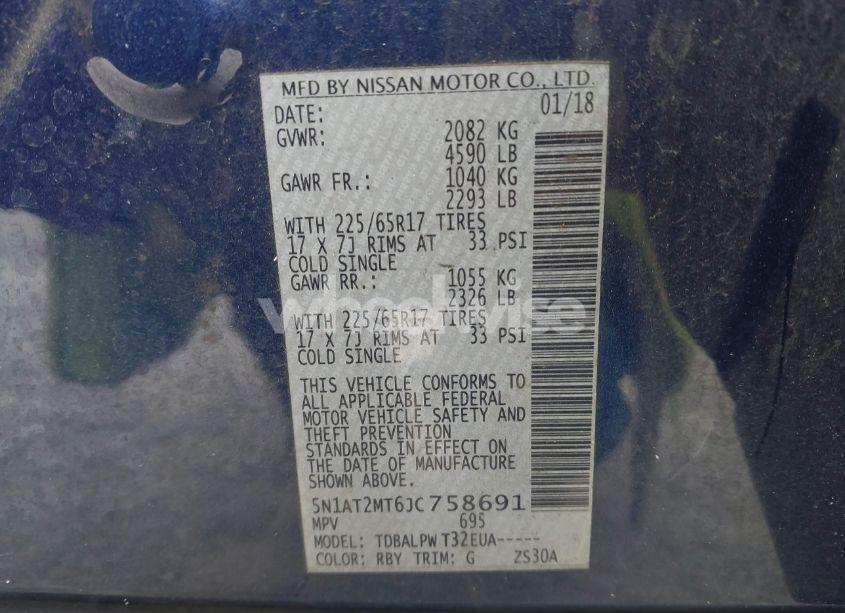 MFD BY NISSAN MOTOR CO., LTD.
DATE: 01/18
GVWR: 2082 KG
4590 LB
GAWR FR.: 1040 KG
2293 LB
WITH 225/65R17 TIRES
17 X 7J RIMS AT 33 PSI
COLD SINGLE
GAWR RR.: 1055 KG
2326 LB
WITH 225/65R17 TIRES
17 X 7J RIMS AT 33 PSI
COLD SINGLE
THIS VEHICLE CONFORMS TO
ALL APPLICABLE FEDERAL
MOTOR VEHICLE SAFETY AND
THEFT PREVENTION
STANDARDS IN EFFECT ON
THE DATE OF MANUFACTURE
SHOWN ABOVE.
5N1AT2MT6JC758691
MPV 695
MODEL: TDBALPW T32EUA-----
COLOR: RBY TRIM: G ZS30A